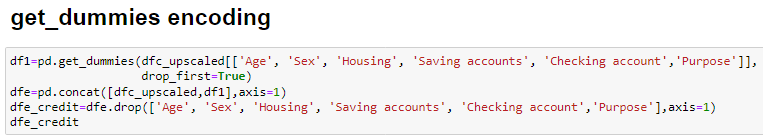 get_dummies encoding
df1=pd.get_dummies(dfc_upscaled[['Age', 'Sex', 'Housing', 'Saving accounts', 'Checking account','Purpose']],
drop_first=True)
dfe=pd.concat([dfc_upscaled,df1],axis=1)
dfe_credit=dfe.drop(['Age', 'Sex', 'Housing', 'Saving accounts', 'Checking account','Purpose'],axis=1)
dfe_credit